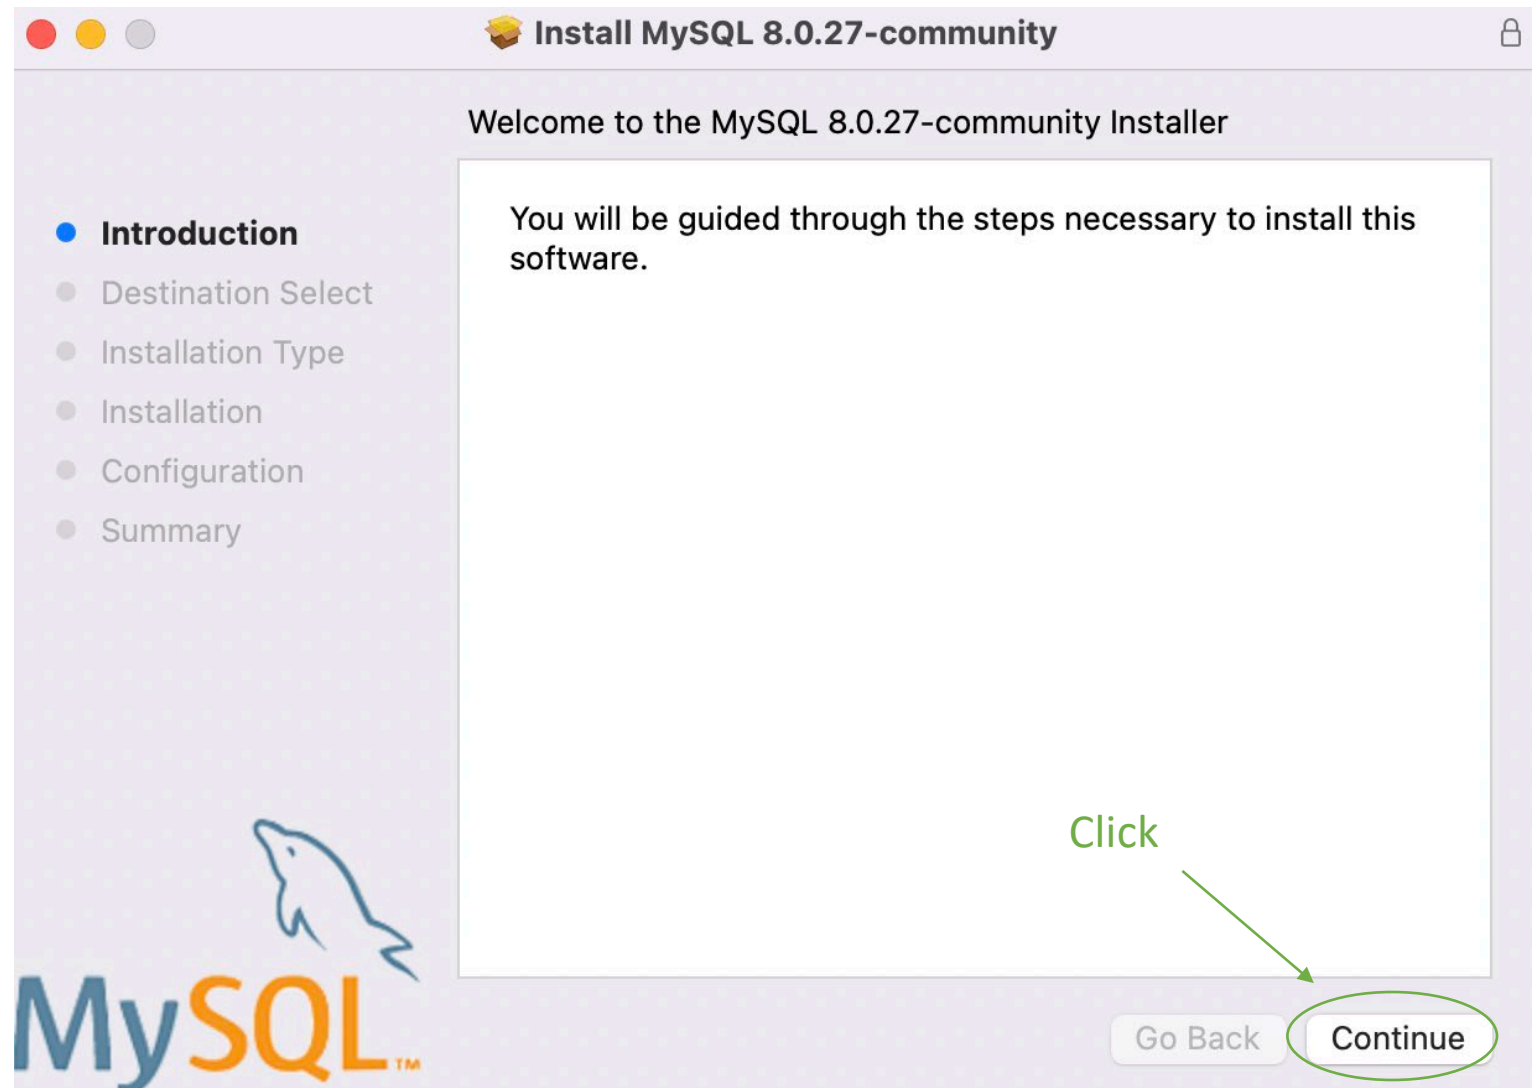 Install MySQL 8.0.27-community
Welcome to the MySQL 8.0.27-community Installer
Introduction
Destination Select
Installation Type
Installation
Configuration
Summary
You will be guided through the steps necessary to install this
software.
Click
MySQL™
Go Back
Continue